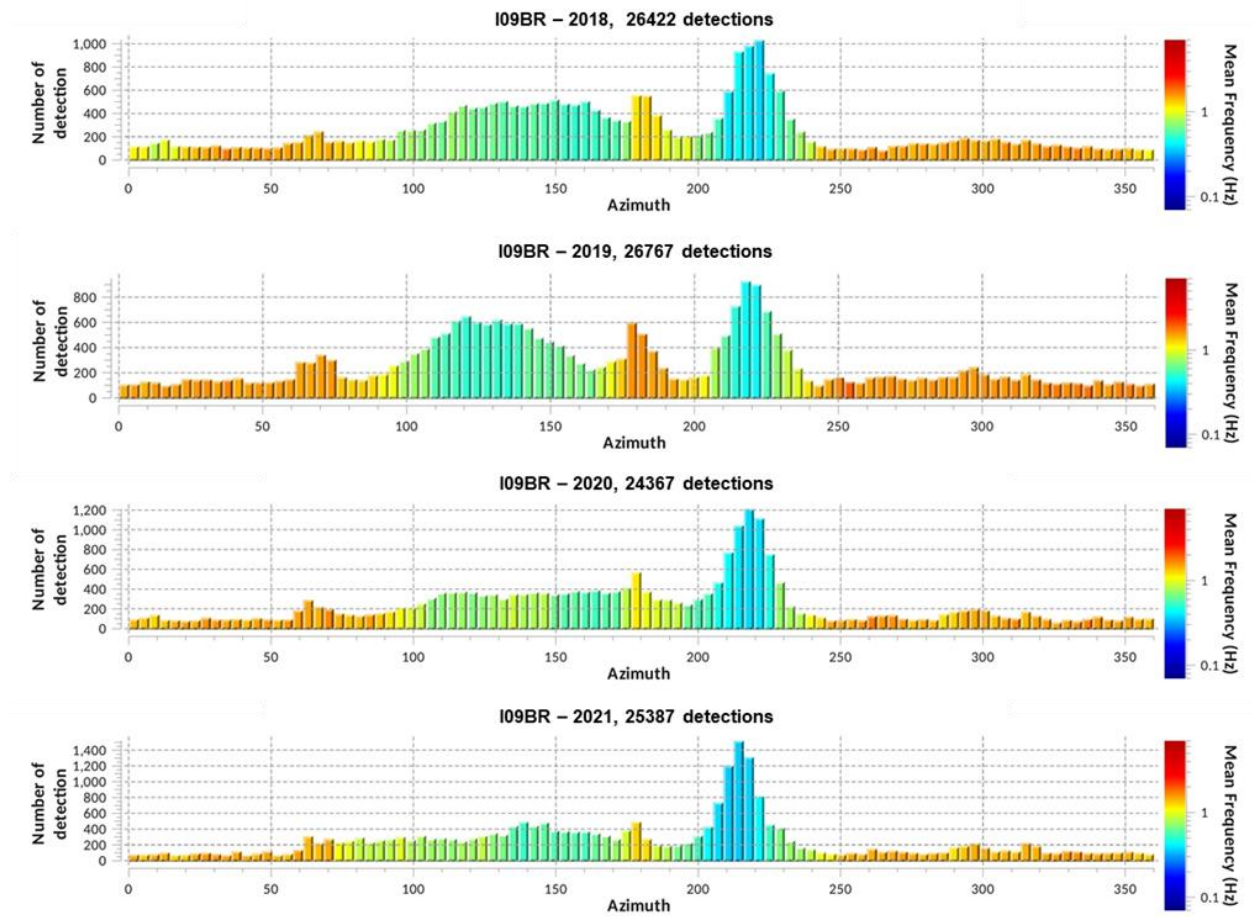 I09BR – 2018, 26422 detections
Number of
detection
1,000
800
600
400
200
0
0 50 100 150 200 250 300 350
Azimuth
Mean Frequency (Hz)
1
0.1
I09BR – 2019, 26767 detections
Number of
detection
800
600
400
200
0
0 50 100 150 200 250 300 350
Azimuth
Mean Frequency (Hz)
1
0.1
I09BR – 2020, 24367 detections
Number of
detection
1,200
1,000
800
600
400
200
0
0 50 100 150 200 250 300 350
Azimuth
Mean Frequency (Hz)
1
0.1
I09BR – 2021, 25387 detections
Number of
detection
1,400
1,200
1,000
800
600
400
200
0
0 50 100 150 200 250 300 350
Azimuth
Mean Frequency (Hz)
1
0.1